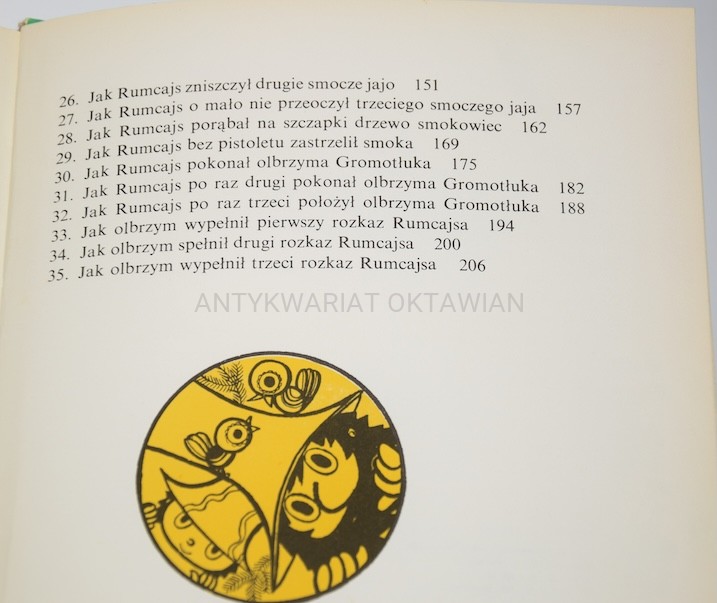 26. Jak Rumcajs zniszczył drugie smocze jajo 151
27. Jak Rumcajs o mało nie przeoczył trzeciego smoczego jaja 157
28. Jak Rumcajs porąbał na szczapki drzewo smokowiec 162
29. Jak Rumcajs bez pistoletu zastrzelił smoka 169
30. Jak Rumcajs pokonał olbrzyma Gromotłuka 175
31. Jak Rumcajs po raz drugi pokonał olbrzyma Gromotłuka 182
32. Jak Rumcajs po raz trzeci położył olbrzyma Gromotłuka 188
33. Jak olbrzym wypełnił pierwszy rozkaz Rumcajsa 194
34. Jak olbrzym spełnił drugi rozkaz Rumcajsa 200
35. Jak olbrzym wypełnił trzeci rozkaz Rumcajsa 206
ANTYKWARIAT OKTAWIAN